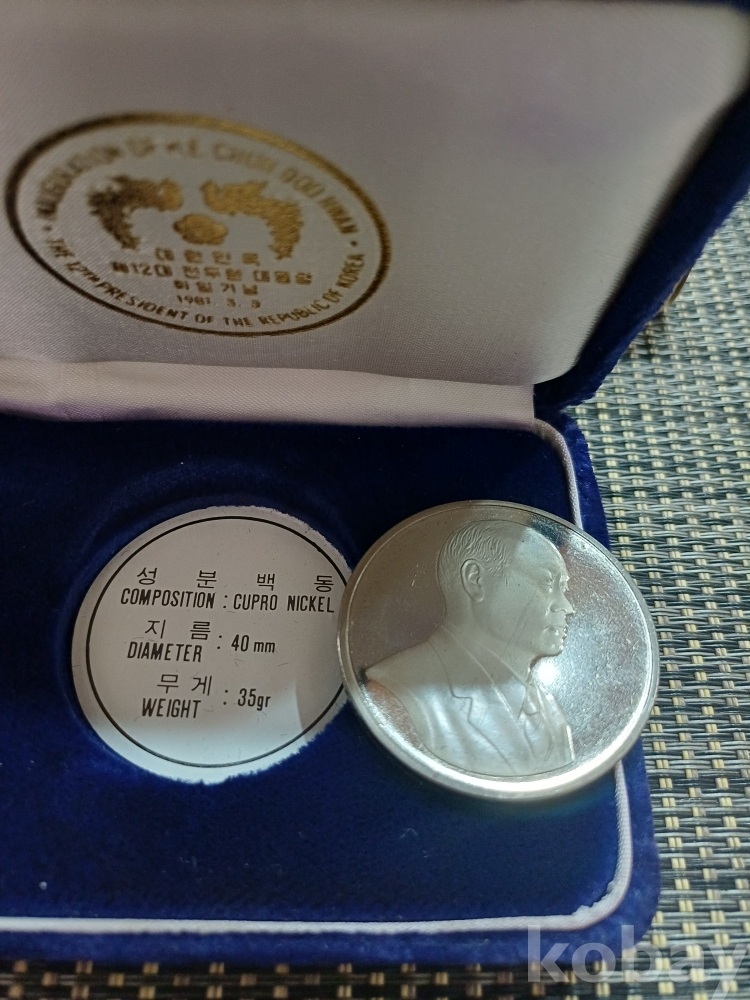 INAUGURATION OF H.E. CHUN DOO HWAN
대한민국
제12대 전두환 대통령
취임기념
1981. 3. 3
THE 12TH PRESIDENT OF THE REPUBLIC OF KOREA
성분 백동
COMPOSITION : CUPRO NICKEL
지름 : 40 mm
DIAMETER
무게 : 35gr
WEIGHT
kobay